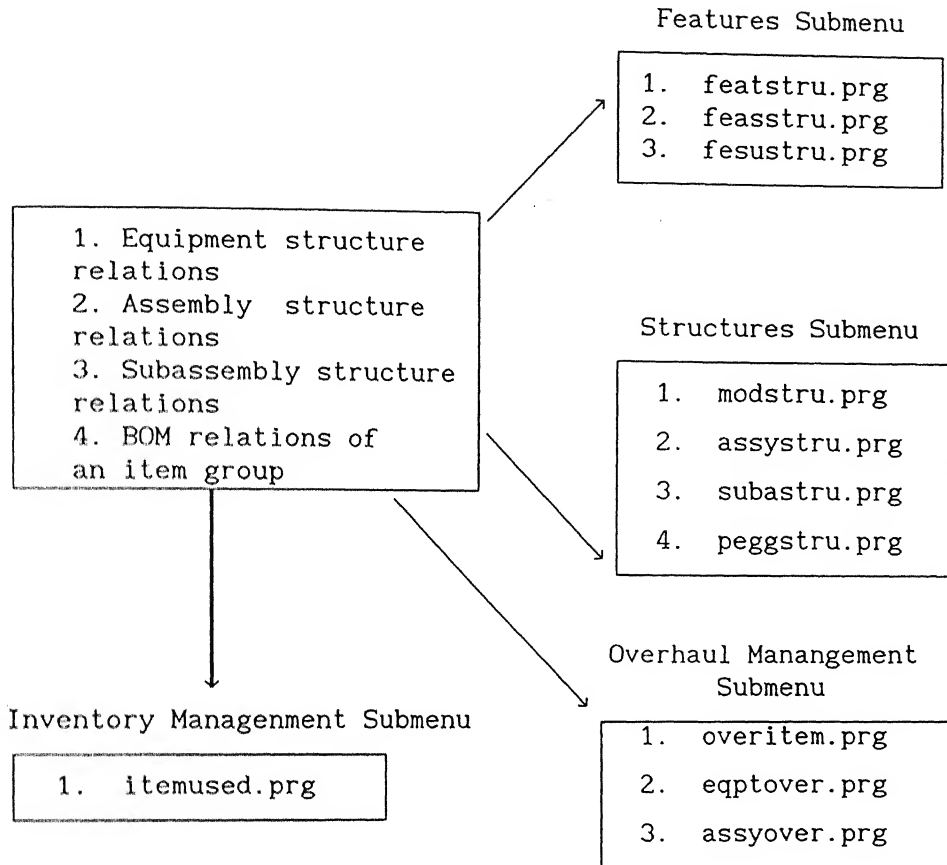 Features Submenu
1. featstru.prg
2. feasstru.prg
3. fesustru.prg
1. Equipment structure
relations
2. Assembly structure
relations
3. Subassembly structure
relations
4. BOM relations of
an item group
Structures Submenu
1. modstru.prg
2. assystru.prg
3. subastru.prg
4. peggstru.prg
Overhaul Manangement
Submenu
1. overitem.prg
2. eqptover.prg
3. assyover.prg
Inventory Managenment Submenu
1. itemused.prg